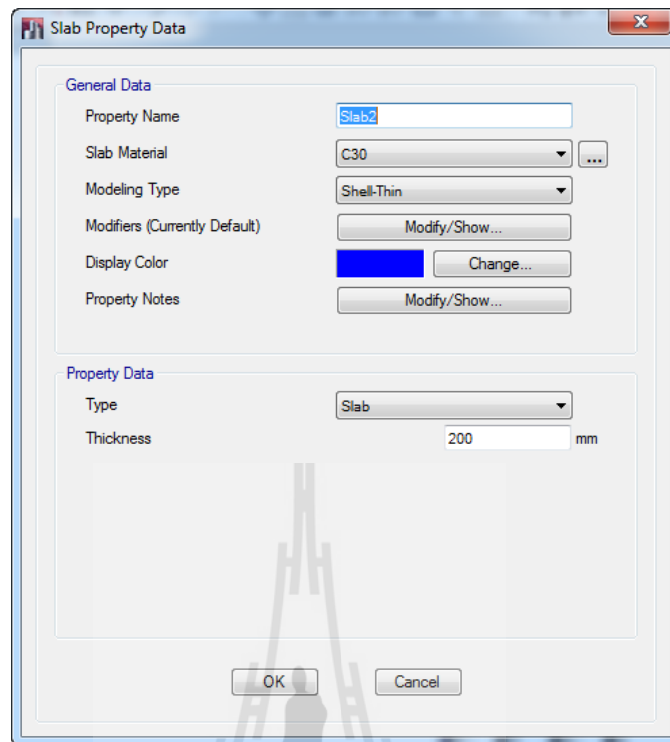 Slab Property Data
General Data
Property Name Slab2
Slab Material C30 ...
Modeling Type Shell-Thin
Modifiers (Currently Default) Modify/Show...
Display Color Change...
Property Notes Modify/Show...
Property Data
Type Slab
Thickness 200 mm
OK Cancel